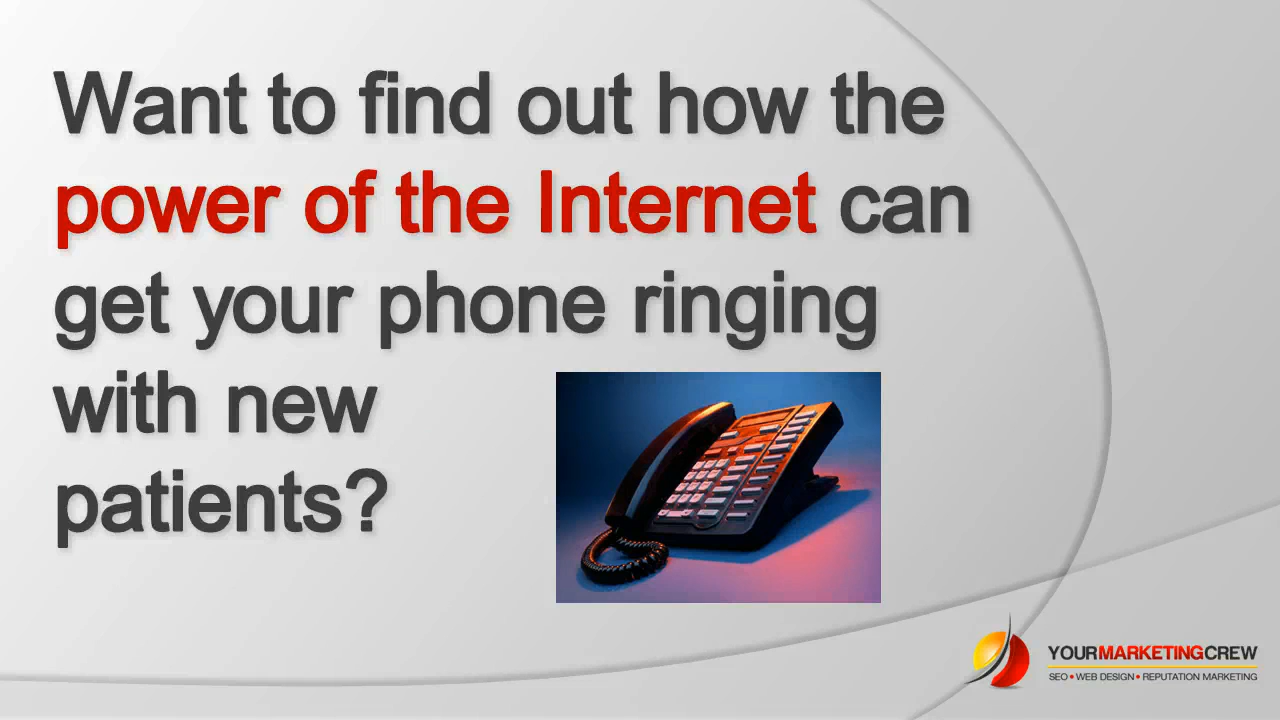 Want to find out how the
power of the Internet can
get your phone ringing
with new
patients?
YOURMARKETINGCREW
SEO • WEB DESIGN • REPUTATION MARKETING